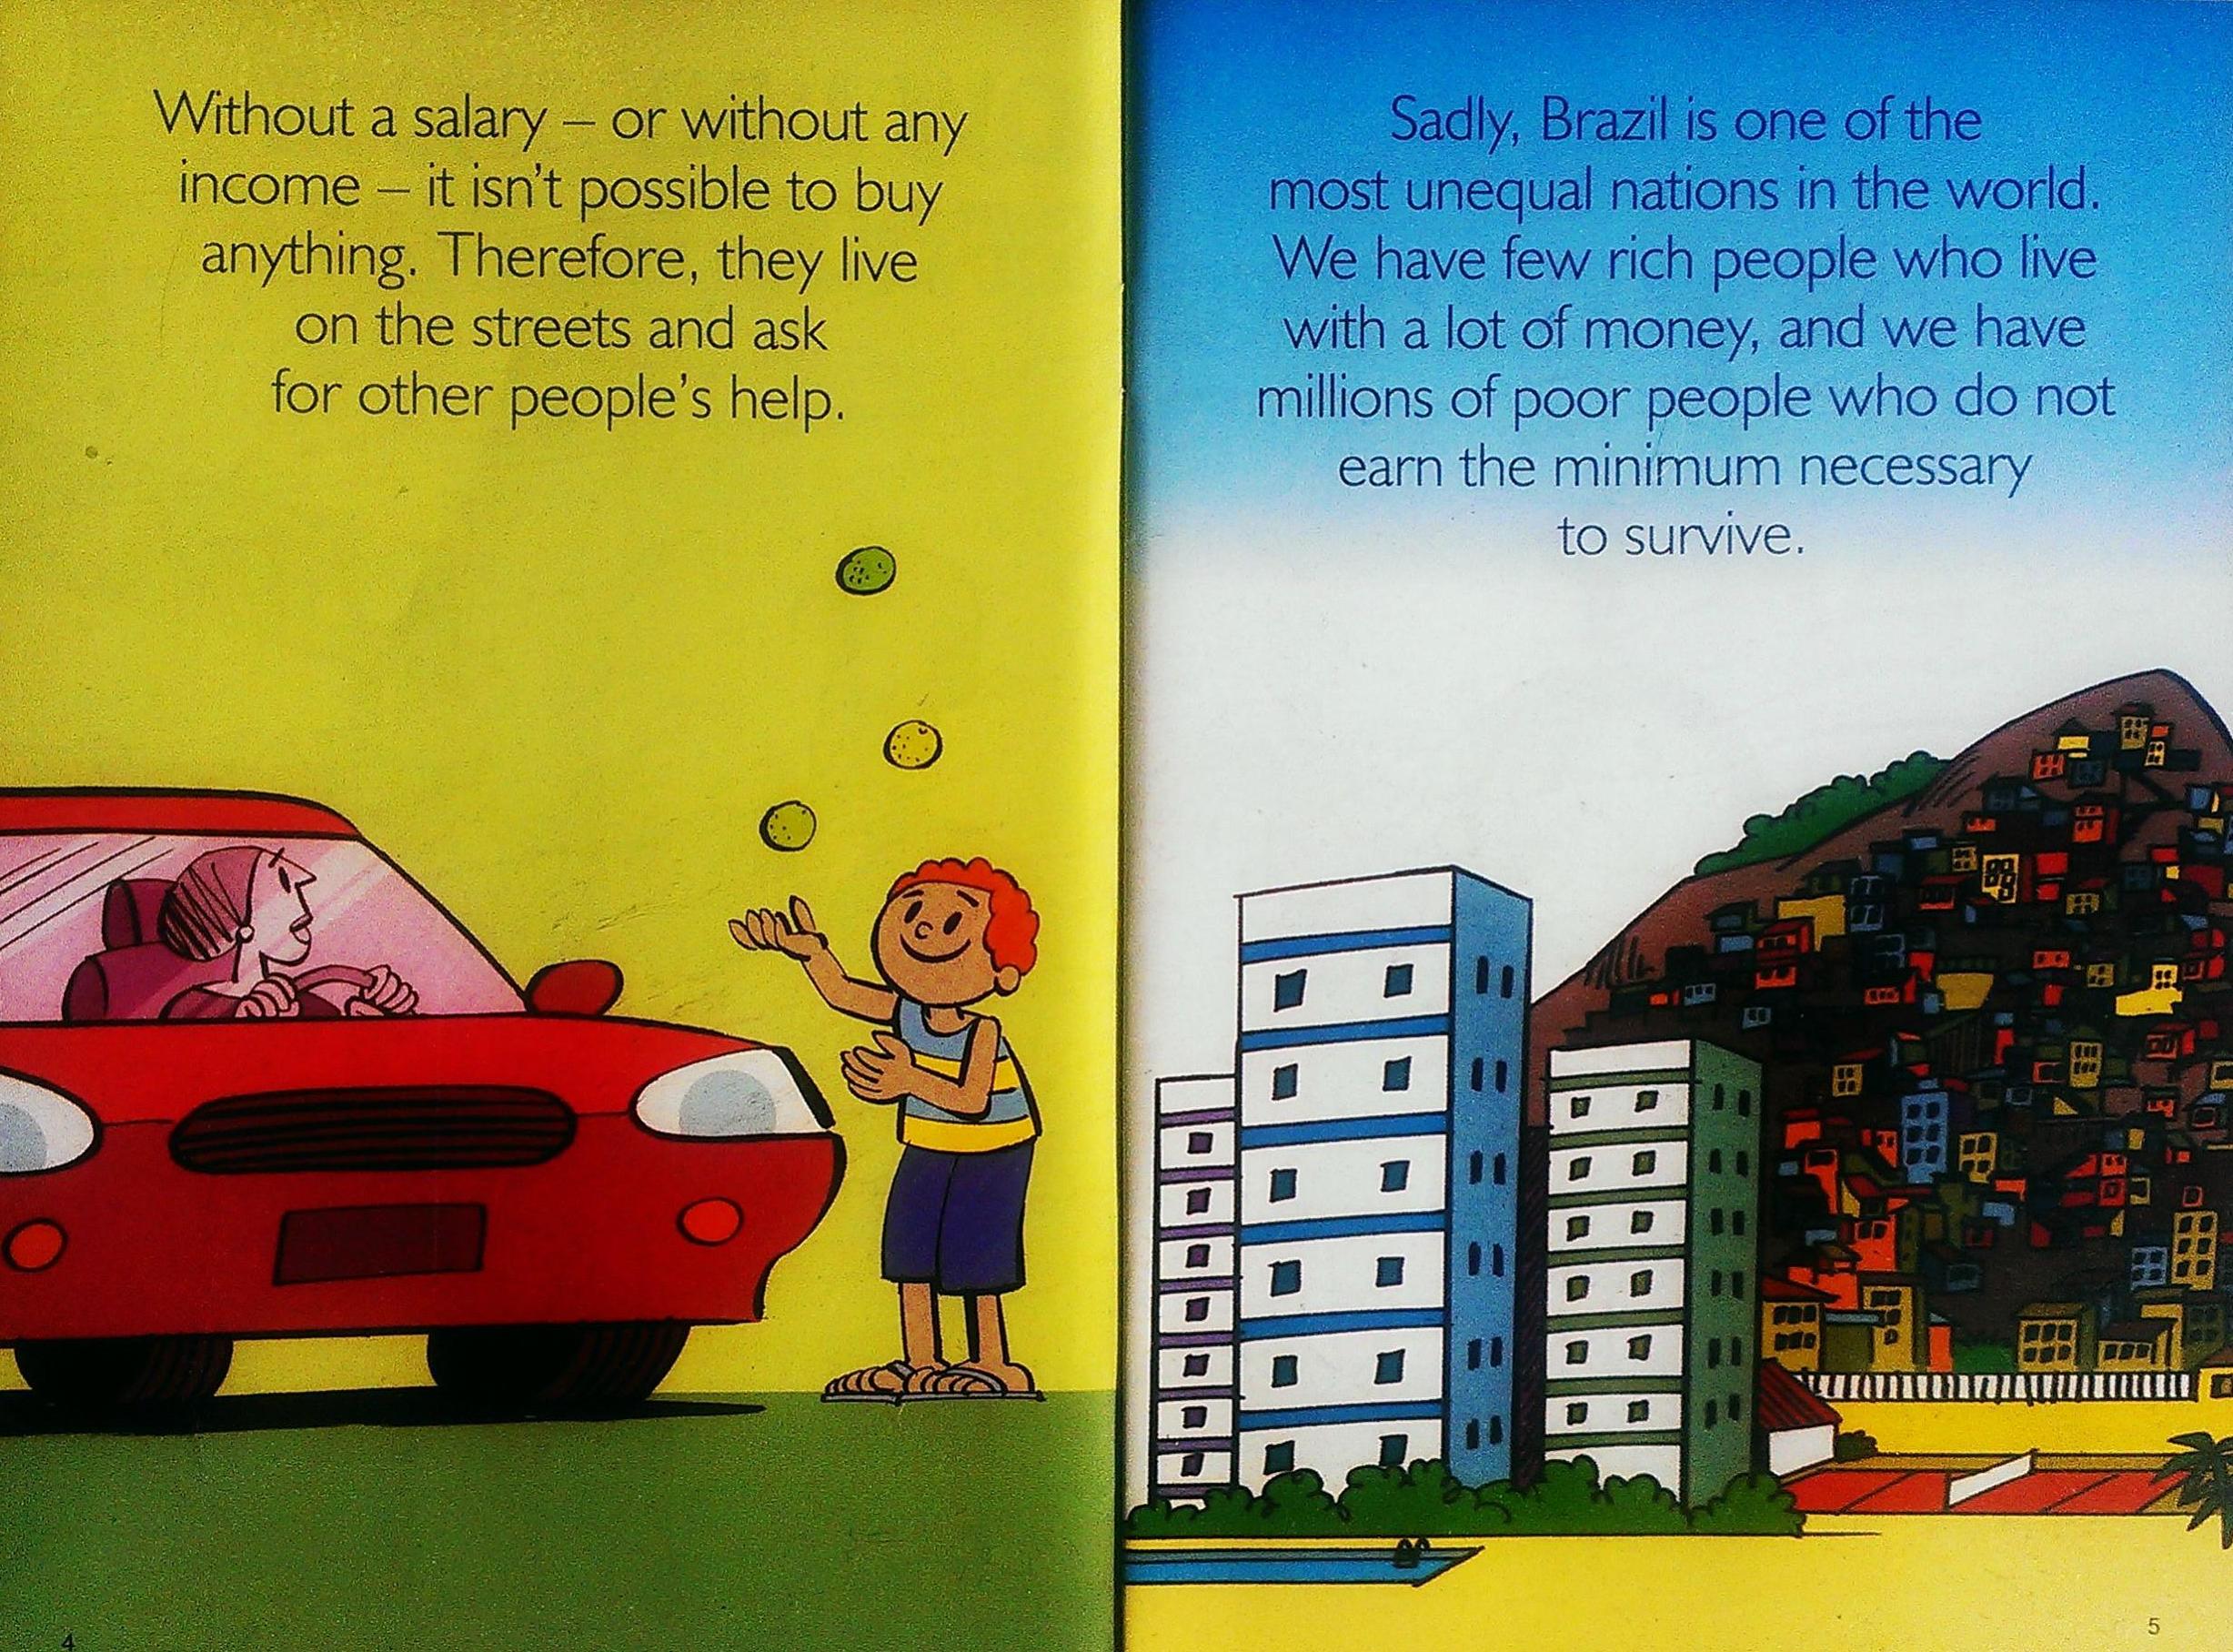 Without a salary – or without any
income – it isn't possible to buy
anything. Therefore, they live
on the streets and ask
for other people's help.
4
Sadly, Brazil is one of the
most unequal nations in the world.
We have few rich people who live
with a lot of money, and we have
millions of poor people who do not
earn the minimum necessary
to survive.
5